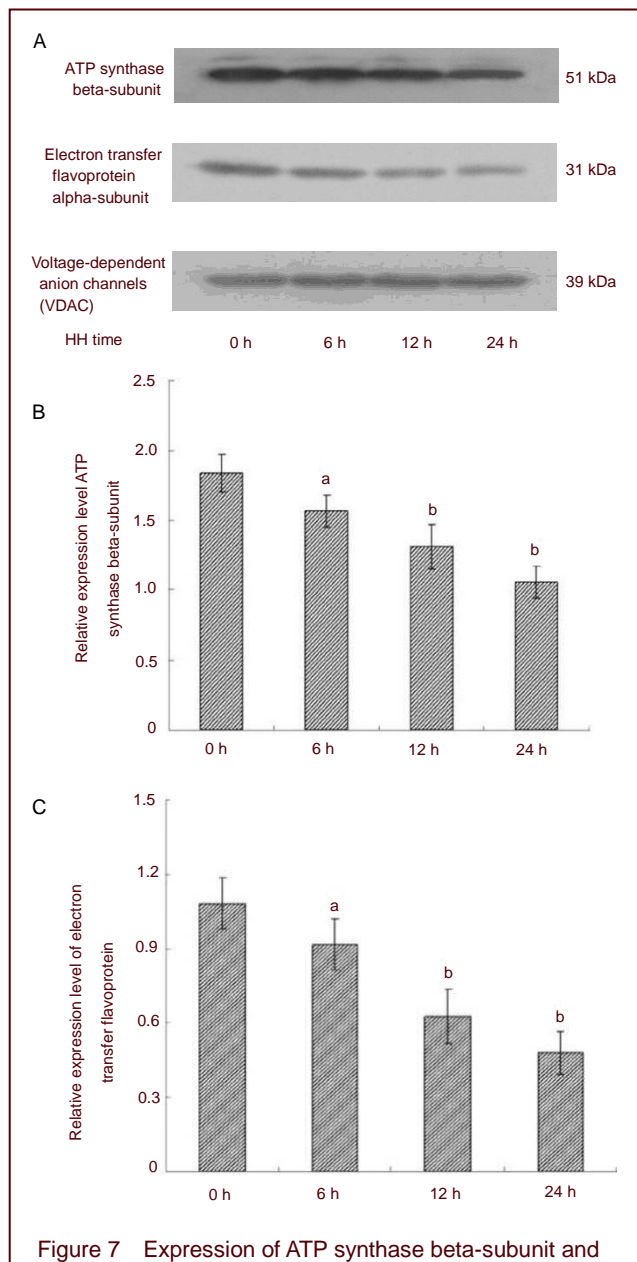 A
ATP synthase
beta-subunit
51 kDa
Electron transfer
flavoprotein
alpha-subunit
31 kDa
Voltage-dependent
anion channels
(VDAC)
39 kDa
HH time 0 h 6 h 12 h 24 h
B
Relative expression level ATP
synthase beta-subunit
2.5
2.0
1.5
1.0
0.5
0
a
b
b
0 h 6 h 12 h 24 h
C
Relative expression level of electron
transfer flavoprotein
1.5
1.2
0.9
0.6
0.3
0
a
b
b
0 h 6 h 12 h 24 h
Figure 7 Expression of ATP synthase beta-subunit and